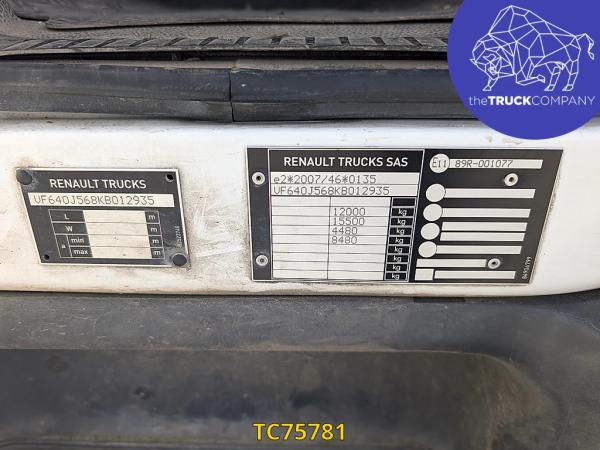 theTRUCKCOMPANY
RENAULT TRUCKS
VF640J568KB012935
L m
W m
a min m
max m
RENAULT TRUCKS SAS
e2*2007/46*0135
VF640J568KB012935
12000 kg
15500 kg
4480 kg
8480 kg
kg
kg
kg
E11 89R-001077
TC75781